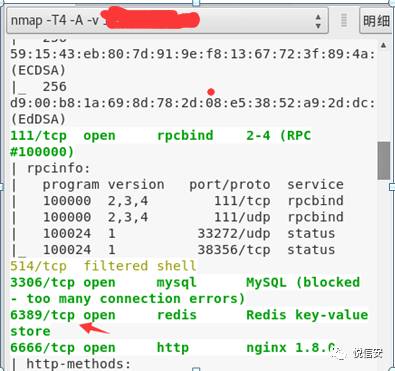 nmap -T4 -A -v
明细
|   256
59:15:43:eb:80:7d:91:9e:f8:13:67:72:3f:89:4a:
(ECDSA)
|_  256
d9:00:b8:1a:69:8d:78:2d:08:e5:38:52:a9:2d:dc:
(EdDSA)
111/tcp  open     rpcbind    2-4 (RPC
#100000)
| rpcinfo:
|   program version   port/proto  service
|   100000  2,3,4        111/tcp  rpcbind
|   100000  2,3,4        111/udp  rpcbind
|   100024  1          33272/udp  status
|_  100024  1          38356/tcp  status
514/tcp  filtered shell
3306/tcp open     mysql      MySQL (blocked
- too many connection errors)
6389/tcp open     redis      Redis key-value
store
6666/tcp open     http       nginx 1.8.0
| http-methods:
悦信安